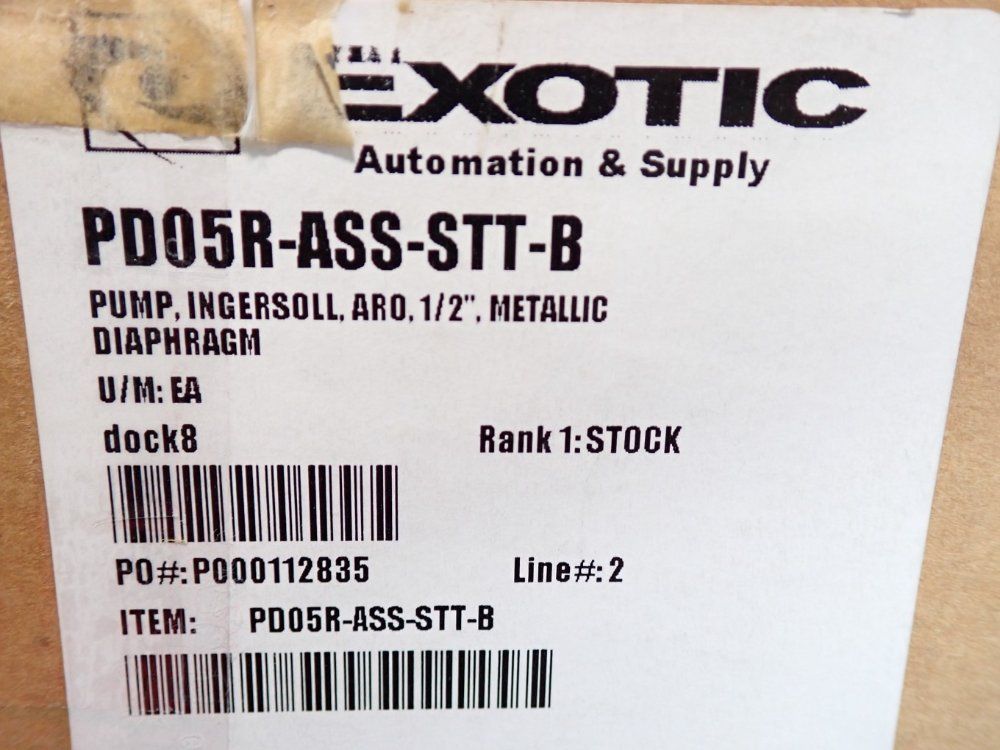 EXOTIC
Automation & Supply
PD05R-ASS-STT-B
PUMP, INGERSOLL, ARO, 1/2", METALLIC
DIAPHRAGM
U/M: EA
dock8 Rank 1: STOCK
PO#: P000112835 Line#: 2
ITEM: PD05R-ASS-STT-B